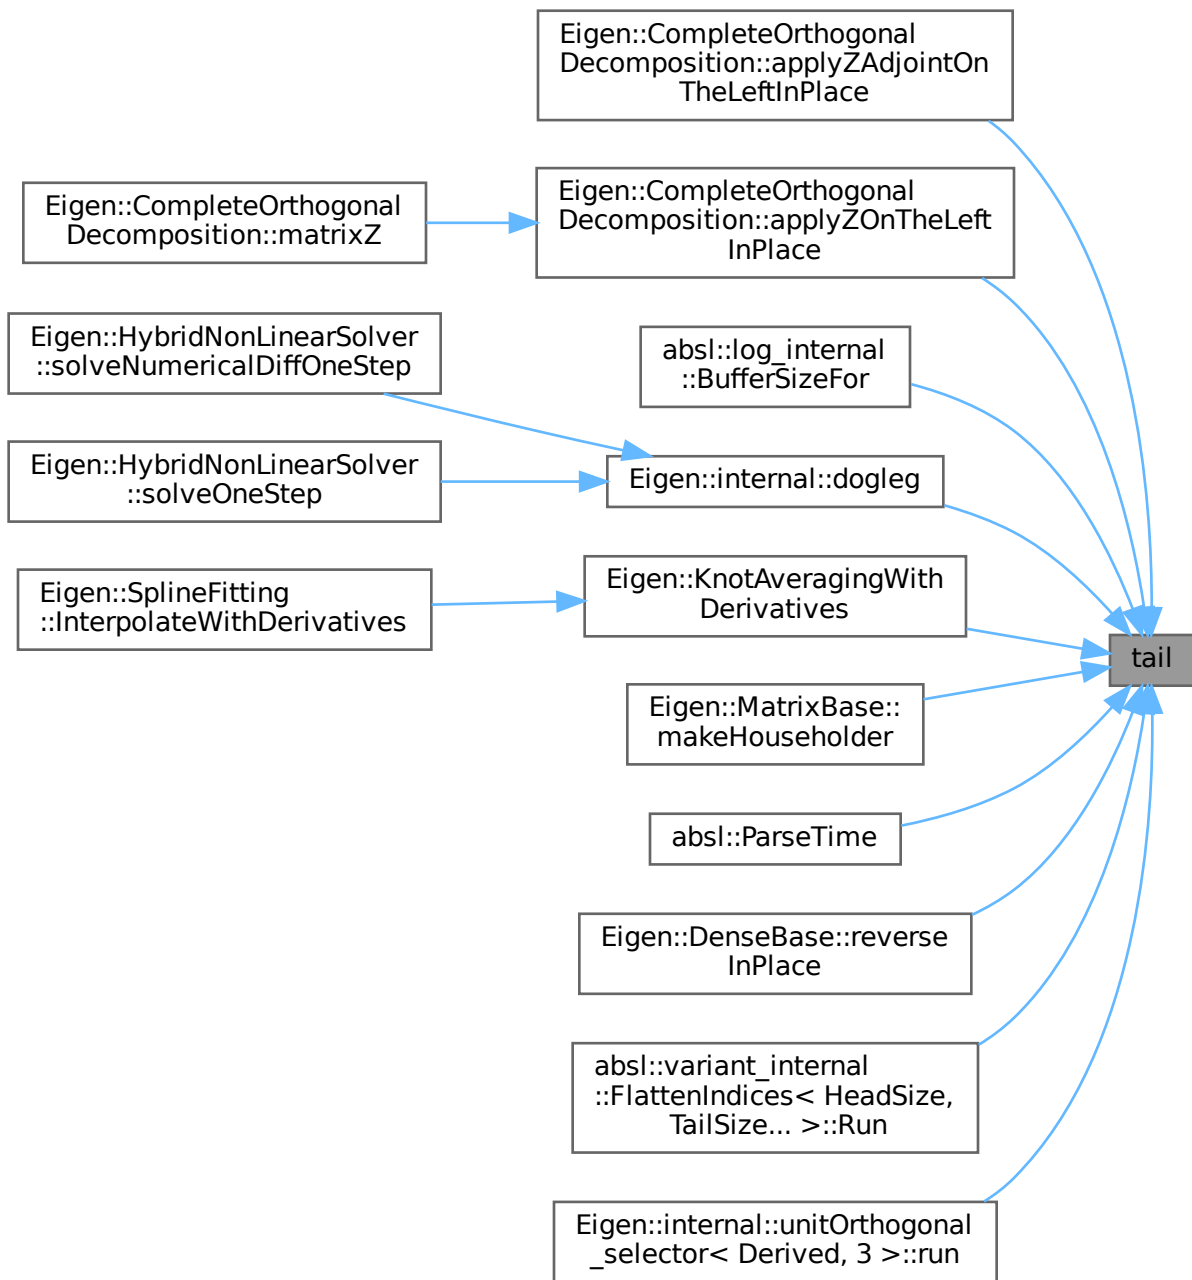 Eigen::CompleteOrthogonal
Decomposition::applyZAdjointOn
TheLeftInPlace
Eigen::CompleteOrthogonal
Decomposition::matrixZ
Eigen::CompleteOrthogonal
Decomposition::applyZOnTheLeft
InPlace
Eigen::HybridNonLinearSolver
::solveNumericalDiffOneStep
absl::log_internal
::BufferSizeFor
Eigen::HybridNonLinearSolver
::solveOneStep
Eigen::internal::dogleg
Eigen::SplineFitting
::InterpolateWithDerivatives
Eigen::KnotAveragingWith
Derivatives
tail
Eigen::MatrixBase::
makeHouseholder
absl::ParseTime
Eigen::DenseBase::reverse
InPlace
absl::variant_internal
::FlattenIndices< HeadSize,
TailSize... >::Run
Eigen::internal::unitOrthogonal
_selector< Derived, 3 >::run